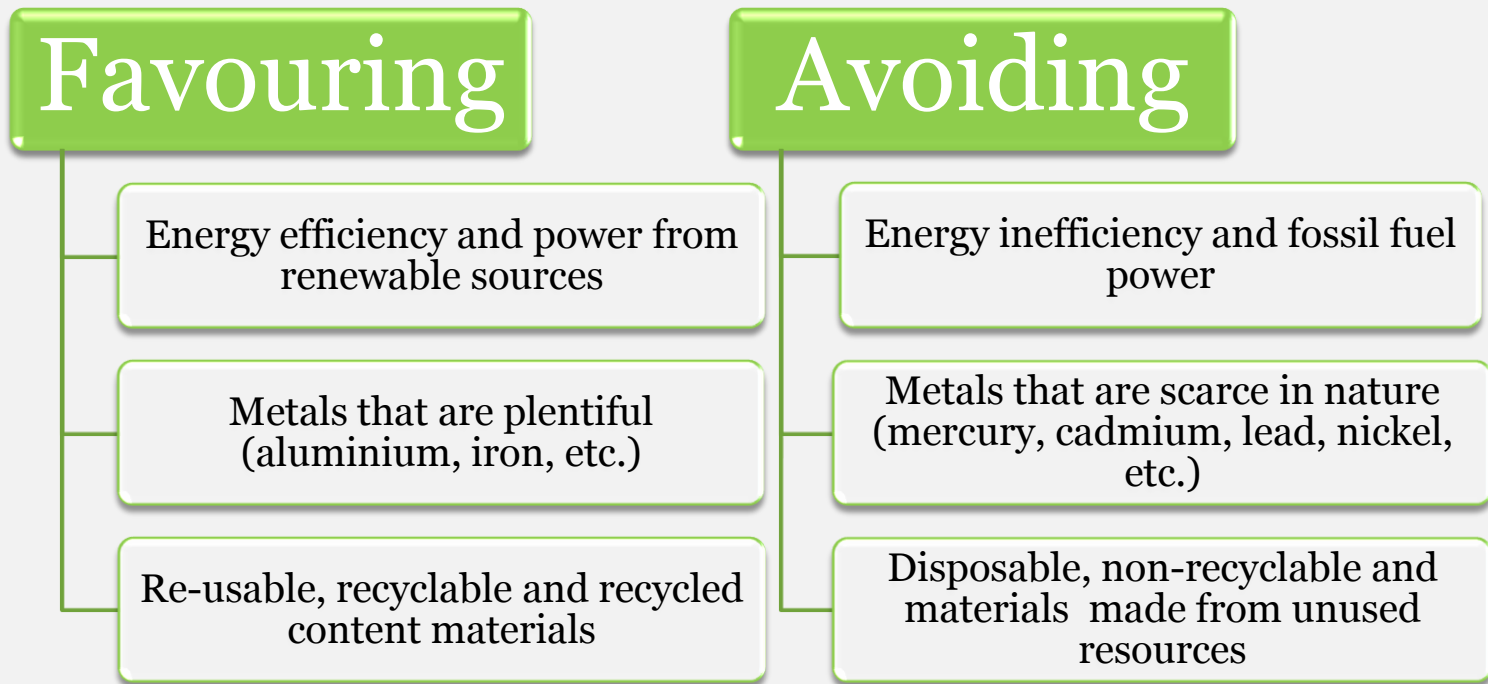 Favouring
Energy efficiency and power from
renewable sources
Metals that are plentiful
(aluminium, iron, etc.)
Re-usable, recyclable and recycled
content materials
Avoiding
Energy inefficiency and fossil fuel
power
Metals that are scarce in nature
(mercury, cadmium, lead, nickel,
etc.)
Disposable, non-recyclable and
materials  made from unused
resources